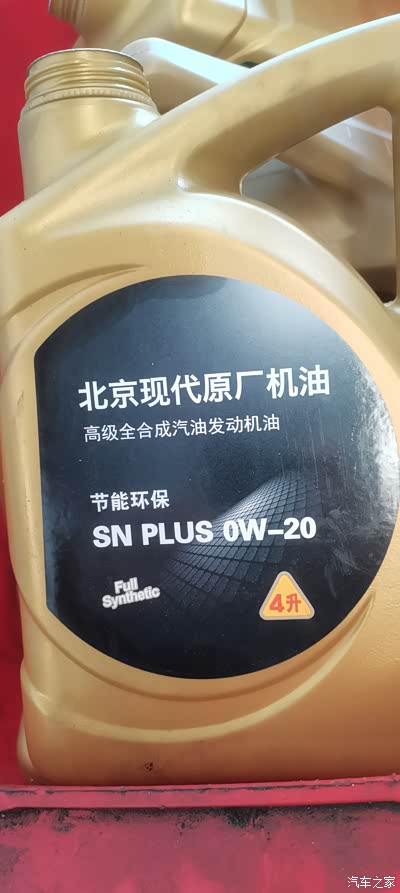 北京现代原厂机油
高级全合成汽油发动机油
节能环保
SN PLUS 0W-20
Full
Synthetic
4升
汽车之家